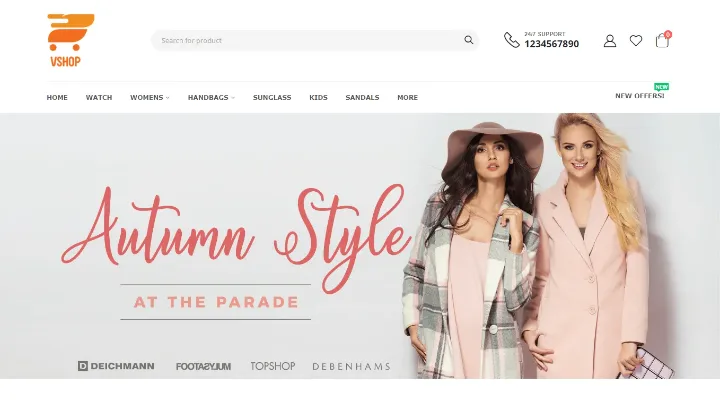 VSHOP
Search for product
24/7 SUPPORT
1234567890
0
HOME WATCH WOMENS HANDBAGS SUNGLASS KIDS SANDALS MORE
NEW
NEW OFFERS!
Autumn Style
AT THE PARADE
DEICHMANN FOOTASYLUM TOPSHOP DEBENHAMS